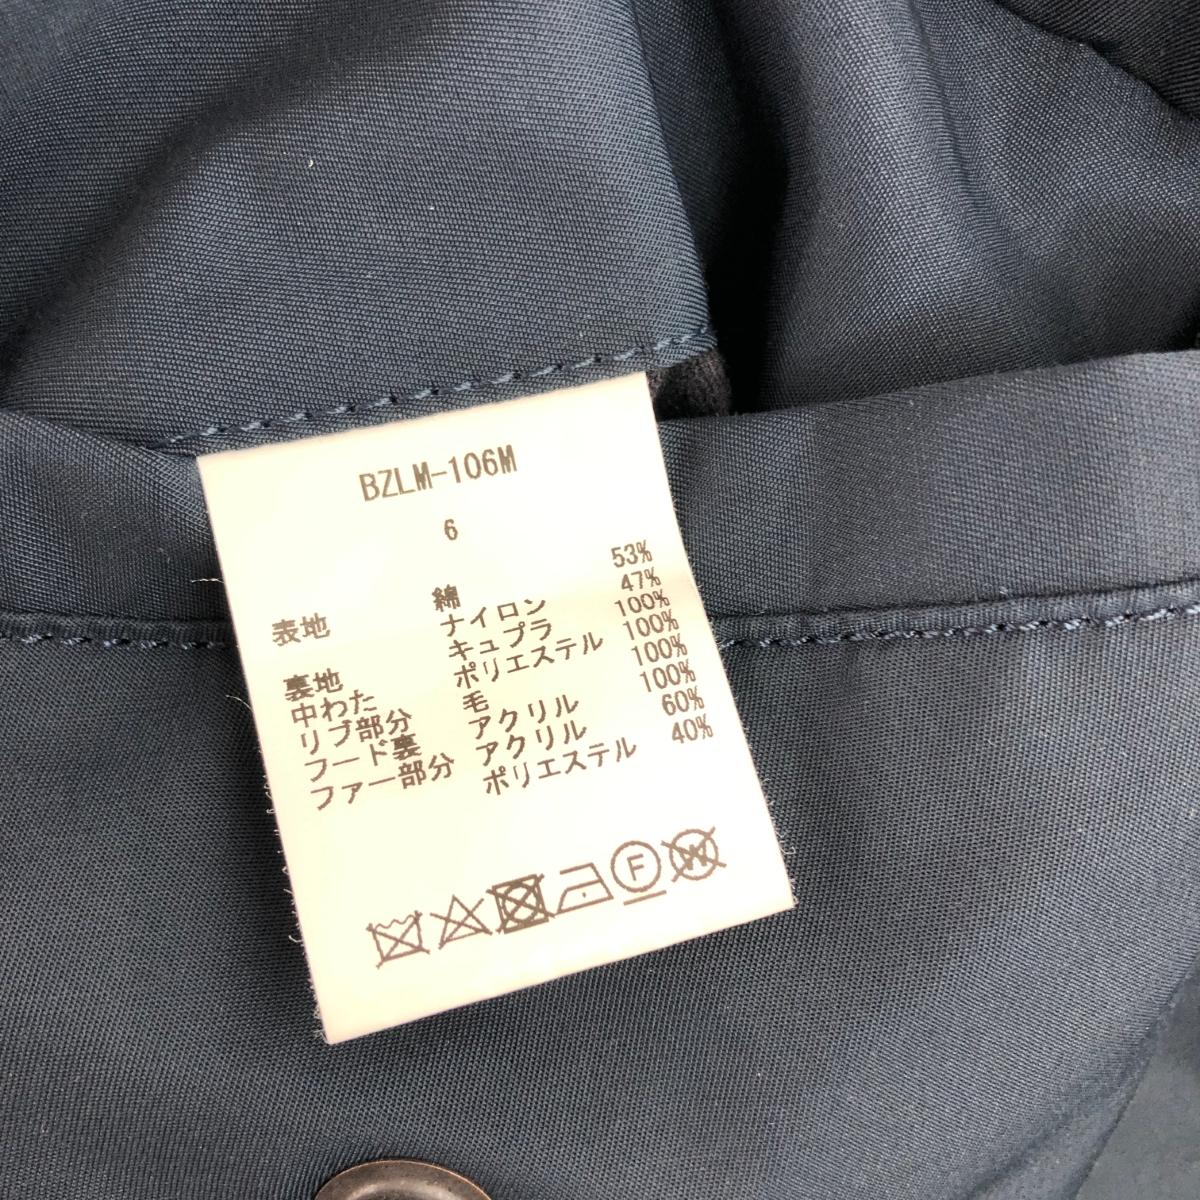 BZLM-106M
6
表地 綿 53%
ナイロン 47%
裏地 キュプラ 100%
中わた ポリエステル 100%
リブ部分 毛 100%
フード裏 アクリル 100%
ファー部分 アクリル 60%
ポリエステル 40%
F W